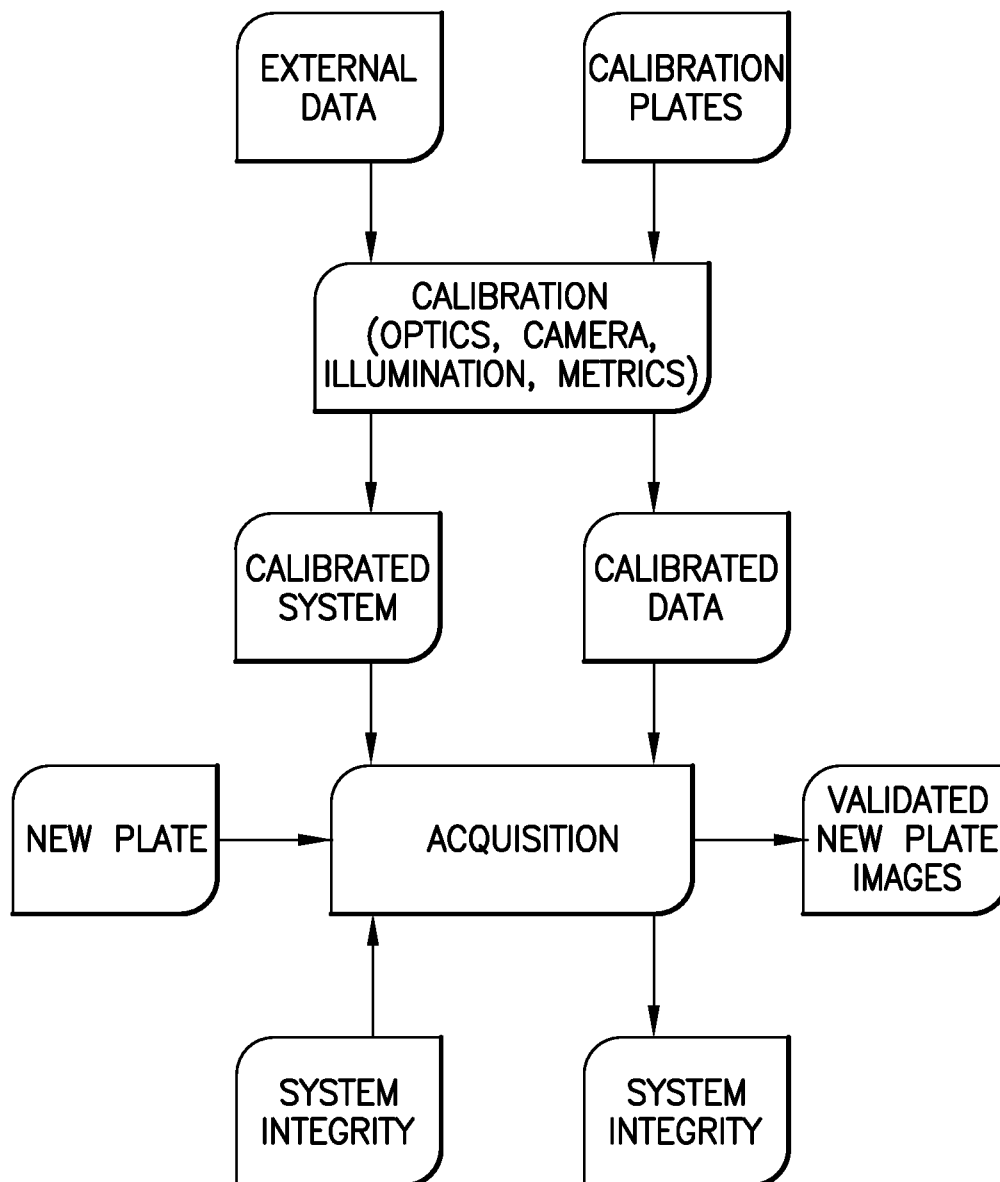 EXTERNAL
DATA
CALIBRATION
PLATES
CALIBRATION
(OPTICS, CAMERA,
ILLUMINATION, METRICS)
CALIBRATED
SYSTEM
CALIBRATED
DATA
NEW PLATE
ACQUISITION
VALIDATED
NEW PLATE
IMAGES
SYSTEM
INTEGRITY
SYSTEM
INTEGRITY